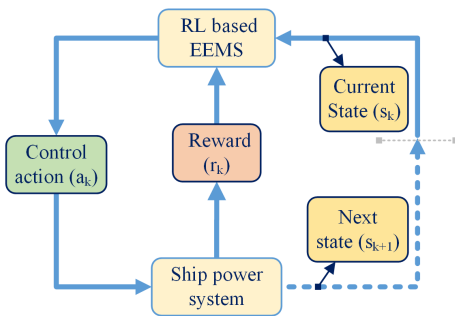 RL based
EEMS
Current
State (sₖ)
Control
action (aₖ)
Reward
(rₖ)
Next
state (sₖ₊₁)
Ship power
system